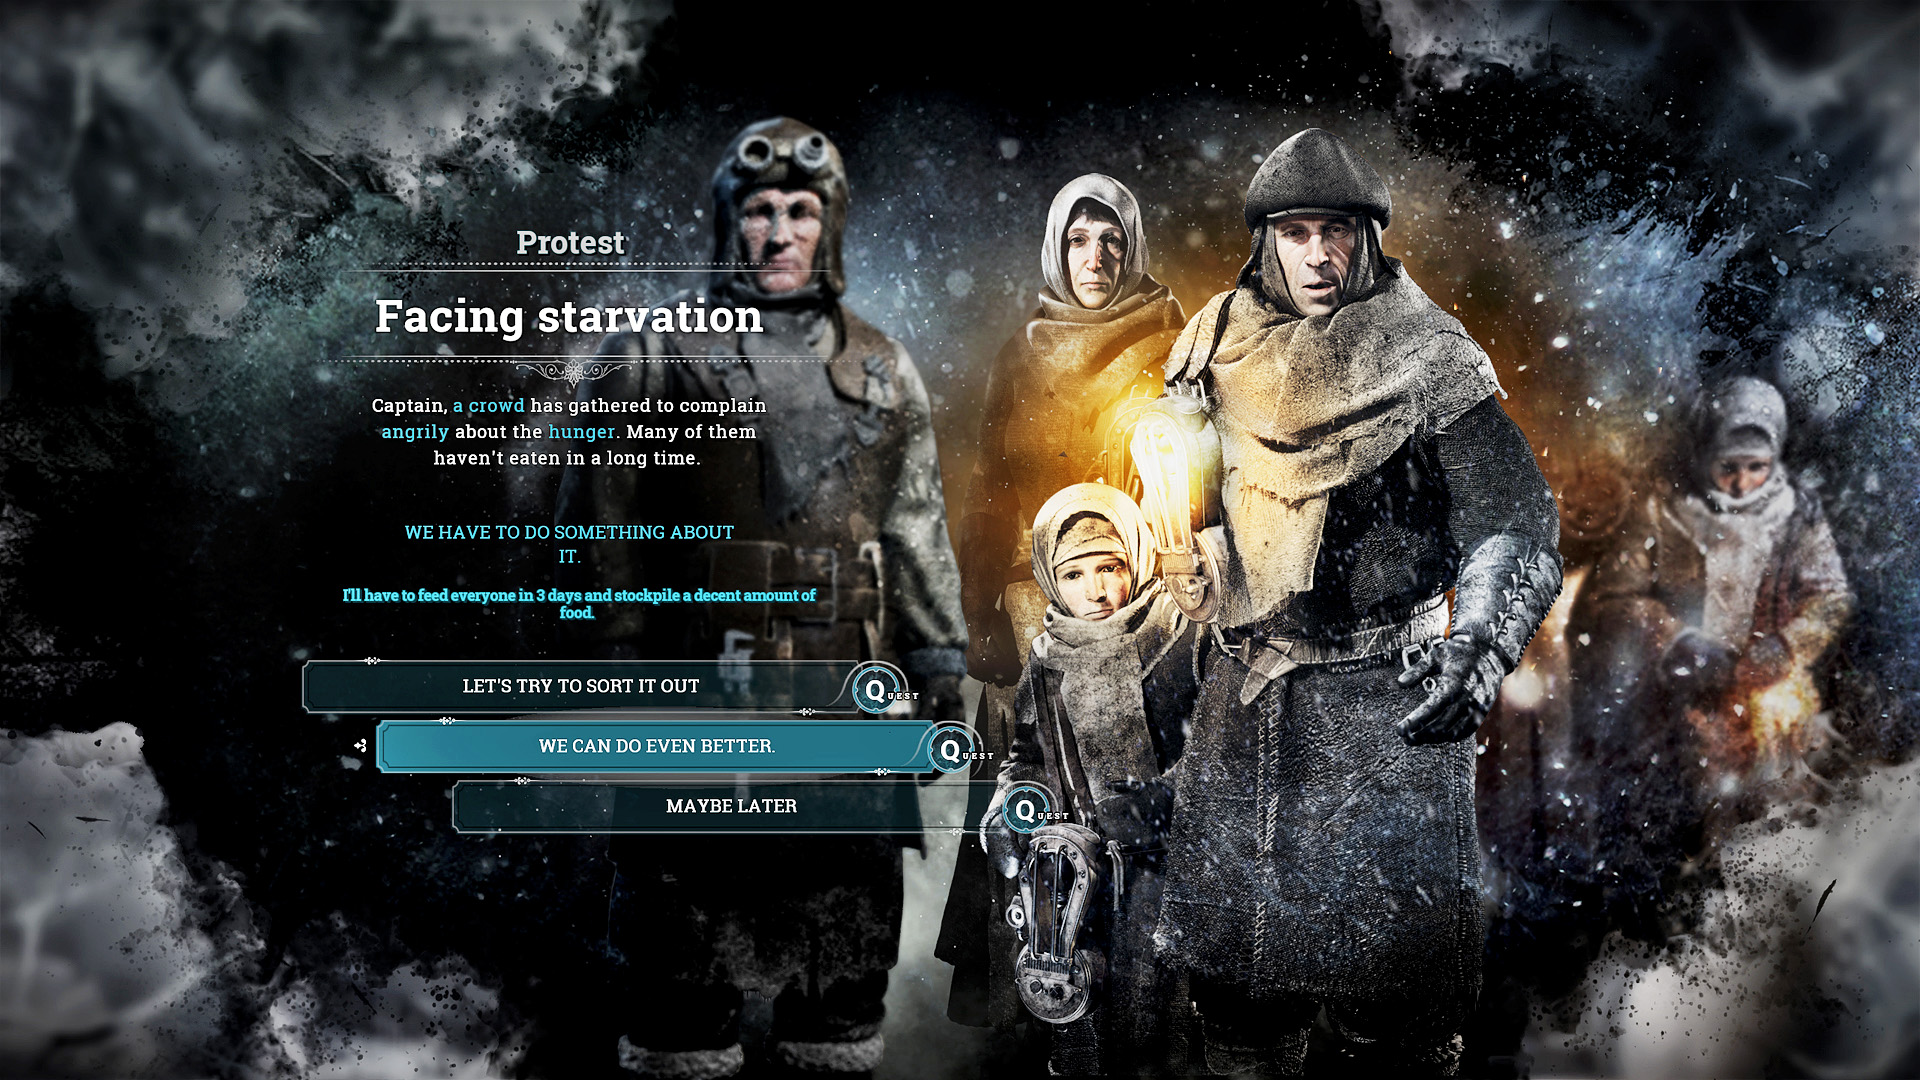 Protest
Facing starvation
Captain, a crowd has gathered to complain
angrily about the hunger. Many of them
haven't eaten in a long time.
WE HAVE TO DO SOMETHING ABOUT
IT.
I'll have to feed everyone in 3 days and stockpile a decent amount of
food.
LET'S TRY TO SORT IT OUT
QUEST
WE CAN DO EVEN BETTER.
QUEST
MAYBE LATER
QUEST